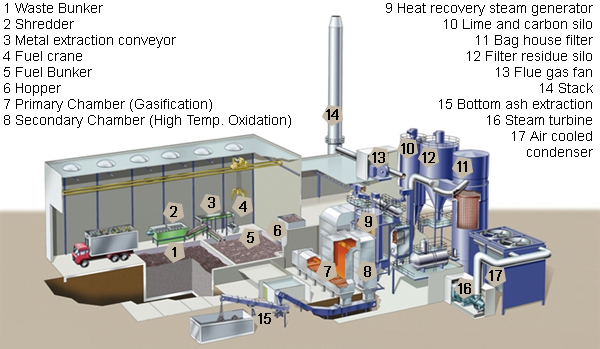 1 Waste Bunker
2 Shredder
3 Metal extraction conveyor
4 Fuel crane
5 Fuel Bunker
6 Hopper
7 Primary Chamber (Gasification)
8 Secondary Chamber (High Temp. Oxidation)
9 Heat recovery steam generator
10 Lime and carbon silo
11 Bag house filter
12 Filter residue silo
13 Flue gas fan
14 Stack
15 Bottom ash extraction
16 Steam turbine
17 Air cooled
condenser
14
13
10
12
11
2
3
4
1
5
6
9
7
8
15
16
17